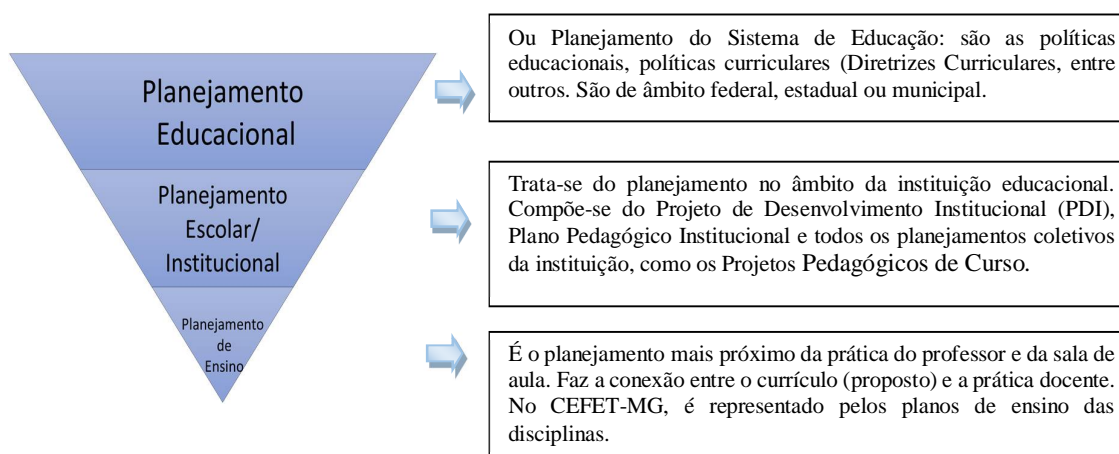 Planejamento
Educacional
Ou Planejamento do Sistema de Educação: são as políticas
educacionais, políticas curriculares (Diretrizes Curriculares, entre
outros. São de âmbito federal, estadual ou municipal.
Planejamento
Escolar/
Institucional
Trata-se do planejamento no âmbito da instituição educacional.
Compõe-se do Projeto de Desenvolvimento Institucional (PDI),
Plano Pedagógico Institucional e todos os planejamentos coletivos
da instituição, como os Projetos Pedagógicos de Curso.
Planejamento
de
Ensino
É o planejamento mais próximo da prática do professor e da sala de
aula. Faz a conexão entre o currículo (proposto) e a prática docente.
No CEFET-MG, é representado pelos planos de ensino das
disciplinas.